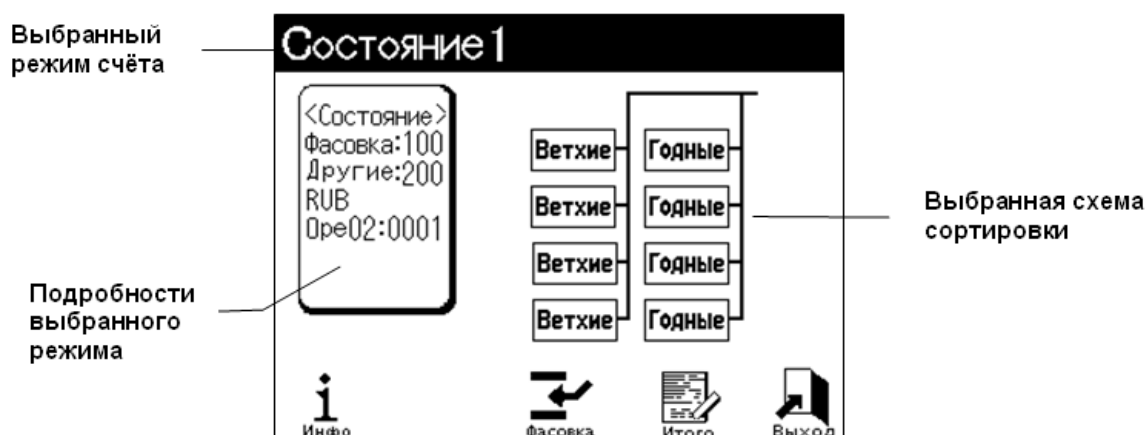 Выбранный
режим счёта
Состояние1
<Состояние>
Фасовка:100
Другие:200
RUB
Ope02:0001
Ветхие Годные
Ветхие Годные
Ветхие Годные
Ветхие Годные
Выбранная схема
сортировки
Подробности
выбранного
режима
Инфо Фасовка Итого Выход